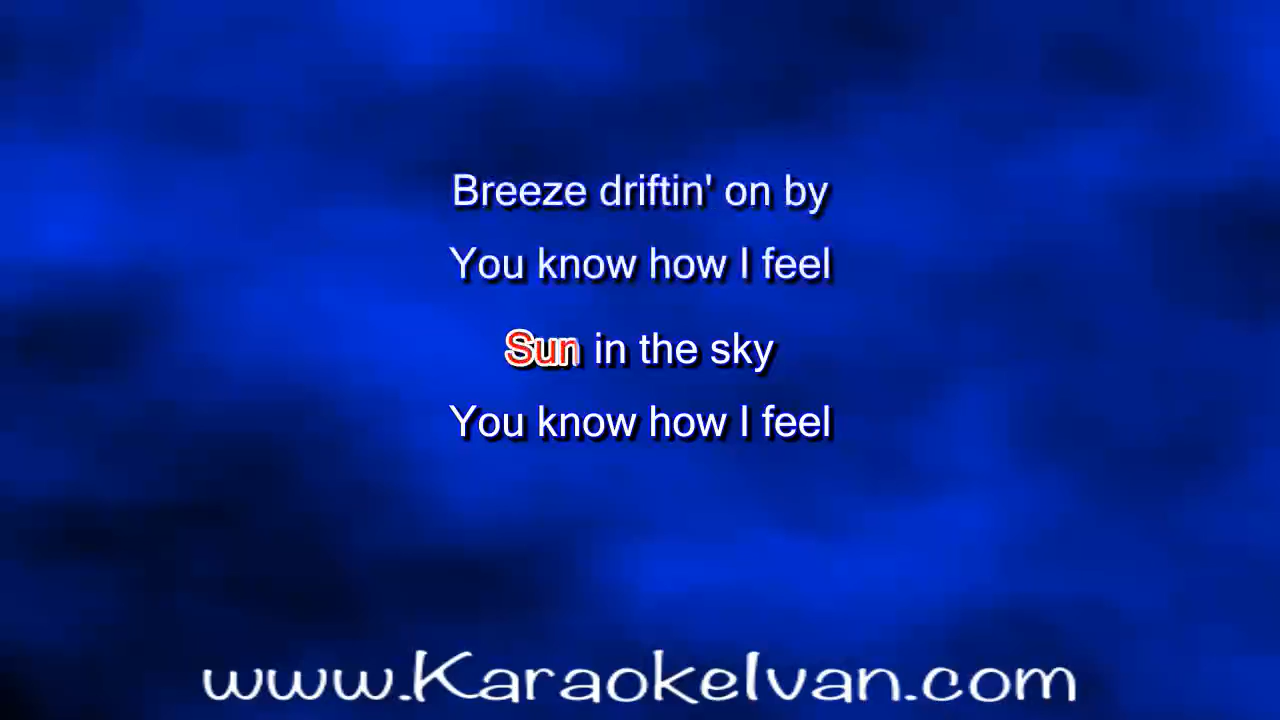 Breeze driftin' on by
You know how I feel
Sun in the sky
You know how I feel
www.KaraokeIvan.com